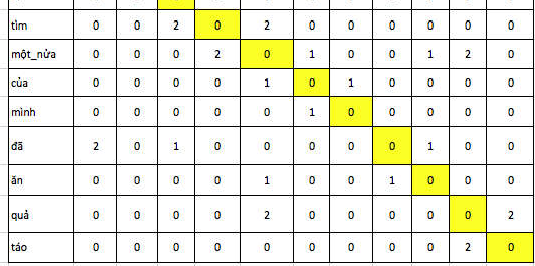 tìm 0 0 2 0 2 0 0 0 0 0 0
một_nửa 0 0 0 2 0 1 0 0 1 2 0
của 0 0 0 0 1 0 1 0 0 0 0
mình 0 0 0 0 0 1 0 0 0 0 0
đã 2 0 1 0 0 0 0 0 1 0 0
ăn 0 0 0 0 1 0 0 1 0 0 0
quả 0 0 0 0 2 0 0 0 0 0 2
táo 0 0 0 0 0 0 0 0 0 2 0